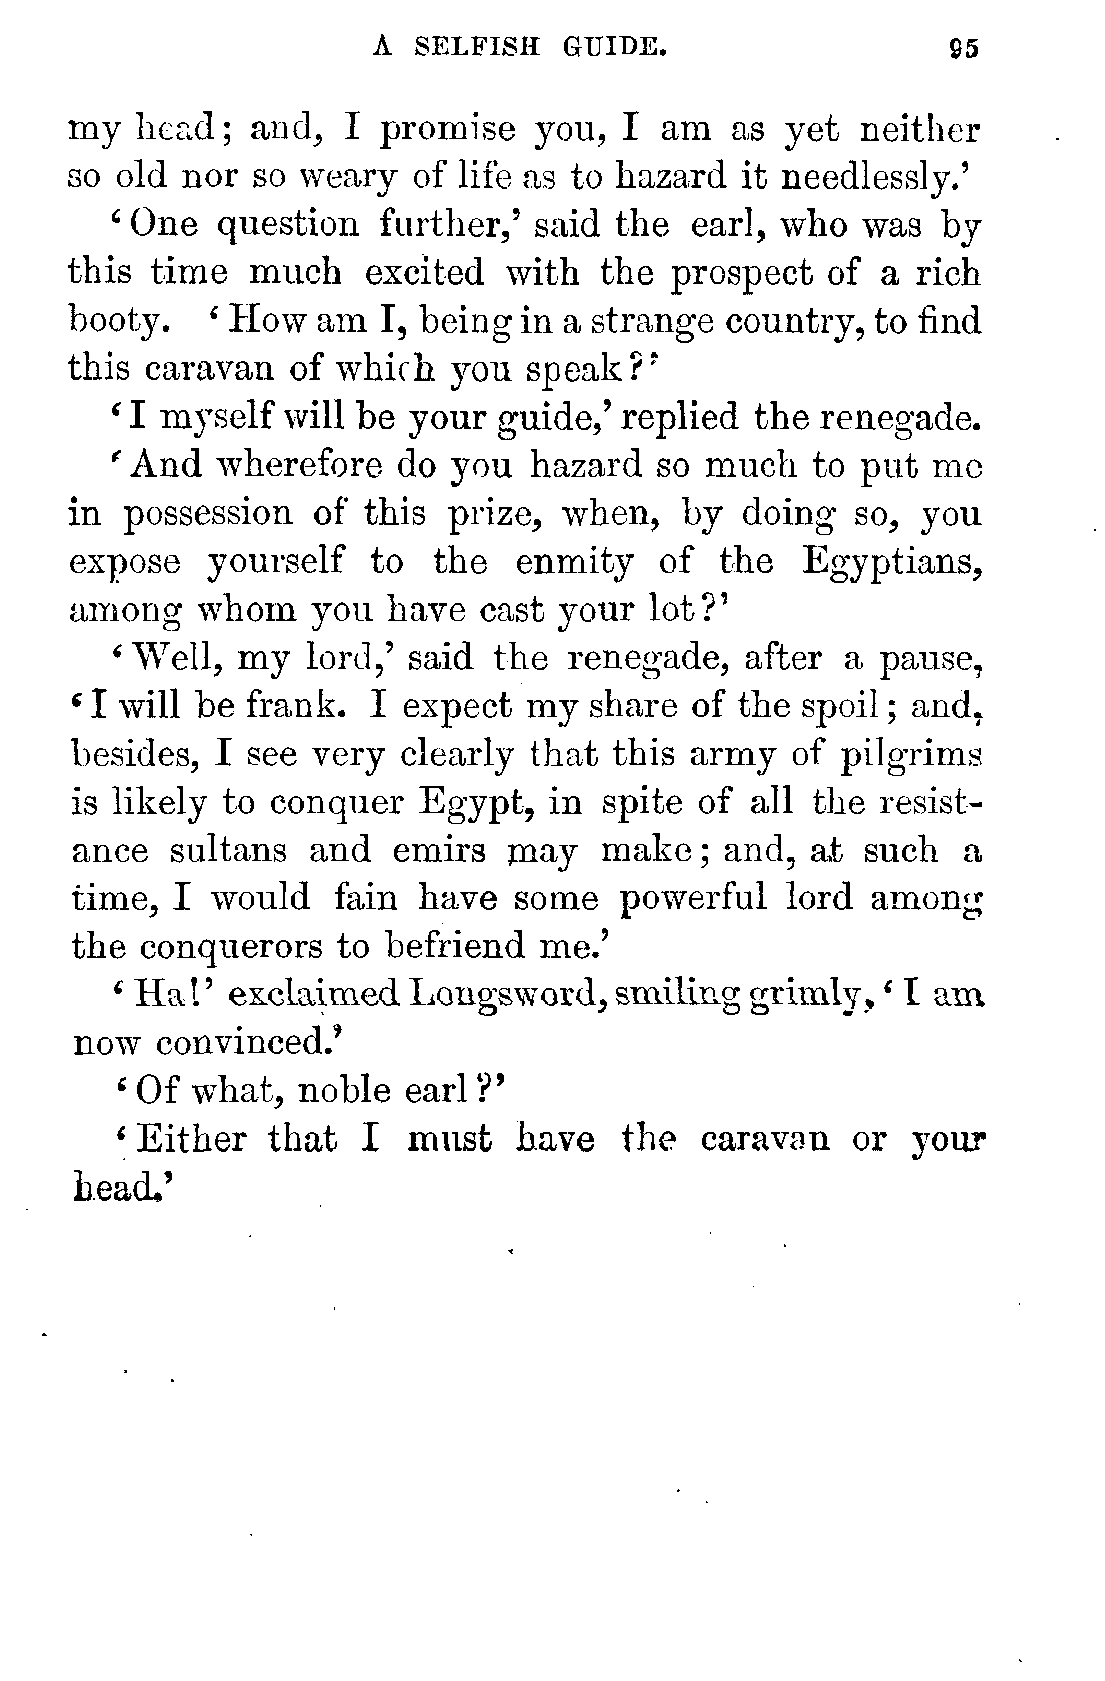 A SELFISH GUIDE. 95
my head; and, I promise you, I am as yet neither
so old nor so weary of life as to hazard it needlessly.’
‘One question further,’ said the earl, who was by
this time much excited with the prospect of a rich
booty. ‘How am I, being in a strange country, to find
this caravan of which you speak?’
‘I myself will be your guide,’ replied the renegade.
‘And wherefore do you hazard so much to put me
in possession of this prize, when, by doing so, you
expose yourself to the enmity of the Egyptians,
among whom you have cast your lot?’
‘Well, my lord,’ said the renegade, after a pause,
‘I will be frank. I expect my share of the spoil; and,
besides, I see very clearly that this army of pilgrims
is likely to conquer Egypt, in spite of all the resist-
ance sultans and emirs may make; and, at such a
time, I would fain have some powerful lord among
the conquerors to befriend me.’
‘Ha!’ exclaimed Longsword, smiling grimly, ‘I am
now convinced.’
‘Of what, noble earl?’
‘Either that I must have the caravan or your
head.’